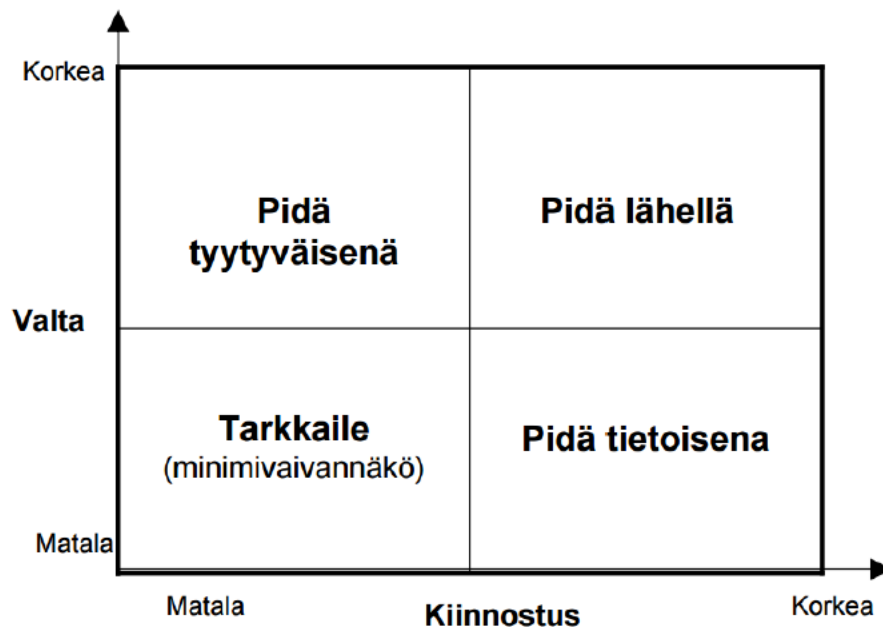 Korkea
Pidä
tyytyväisenä
Pidä lähellä
Valta
Tarkkaile
(minimivaivannäkö)
Pidä tietoisena
Matala
Matala
Kiinnostus
Korkea